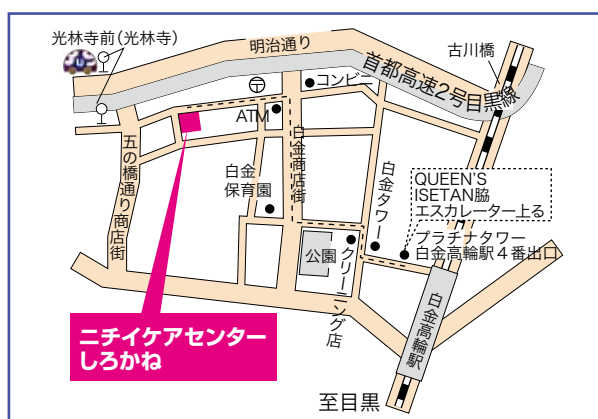 光林寺前(光林寺)
明治通り
古川橋
首都高速2号目黒線
コンビニ
ATM
五の橋通り商店街
白金
保育園
白金商店街
白金タワー
QUEEN'S
ISETAN脇
エスカレーター上る
プラチナタワー
白金高輪駅4番出口
公園
クリーニング店
白金高輪駅
ニチイケアセンター
しろかね
至目黒